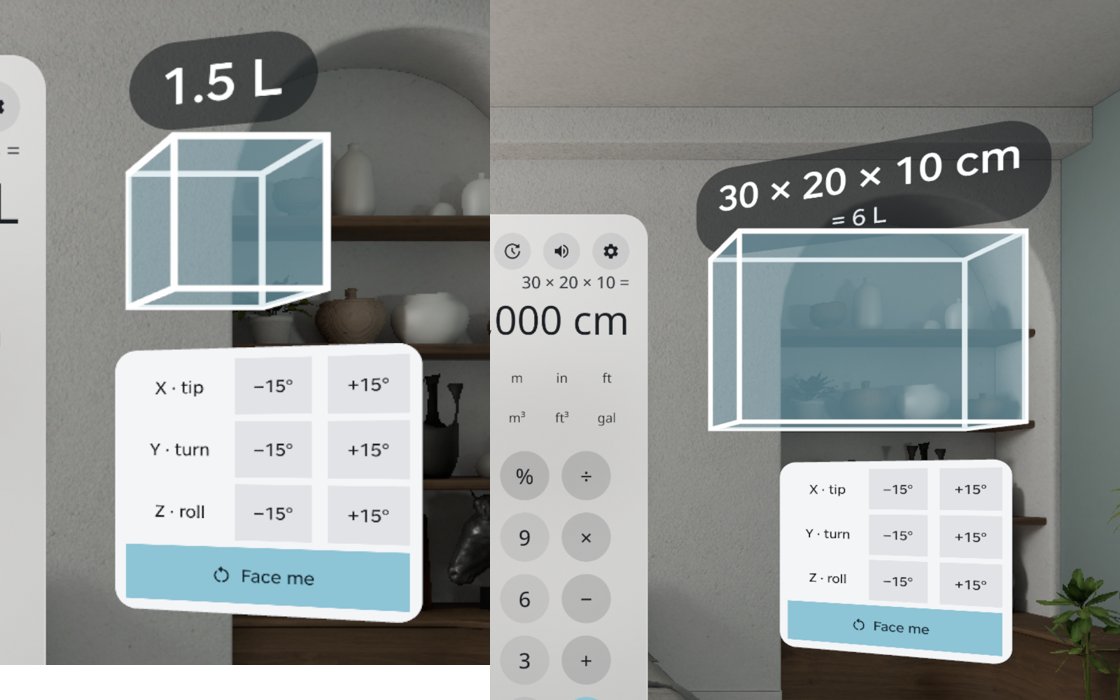 1.5 L
=
L
X · tip −15° +15°
Y · turn −15° +15°
Z · roll −15° +15°
Face me
30 × 20 × 10 cm
= 6 L
30 × 20 × 10 =
000 cm
m in ft
m³ ft³ gal
% ÷
9 ×
6 −
3 +
X · tip −15° +15°
Y · turn −15° +15°
Z · roll −15° +15°
Face me